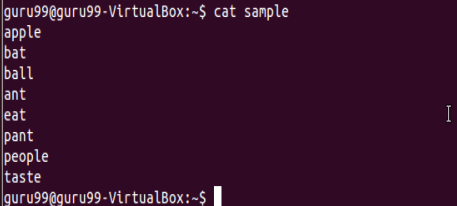 guru99@guru99-VirtualBox:~$ cat sample
apple
bat
ball
ant
eat
pant
people
taste
guru99@guru99-VirtualBox:~$